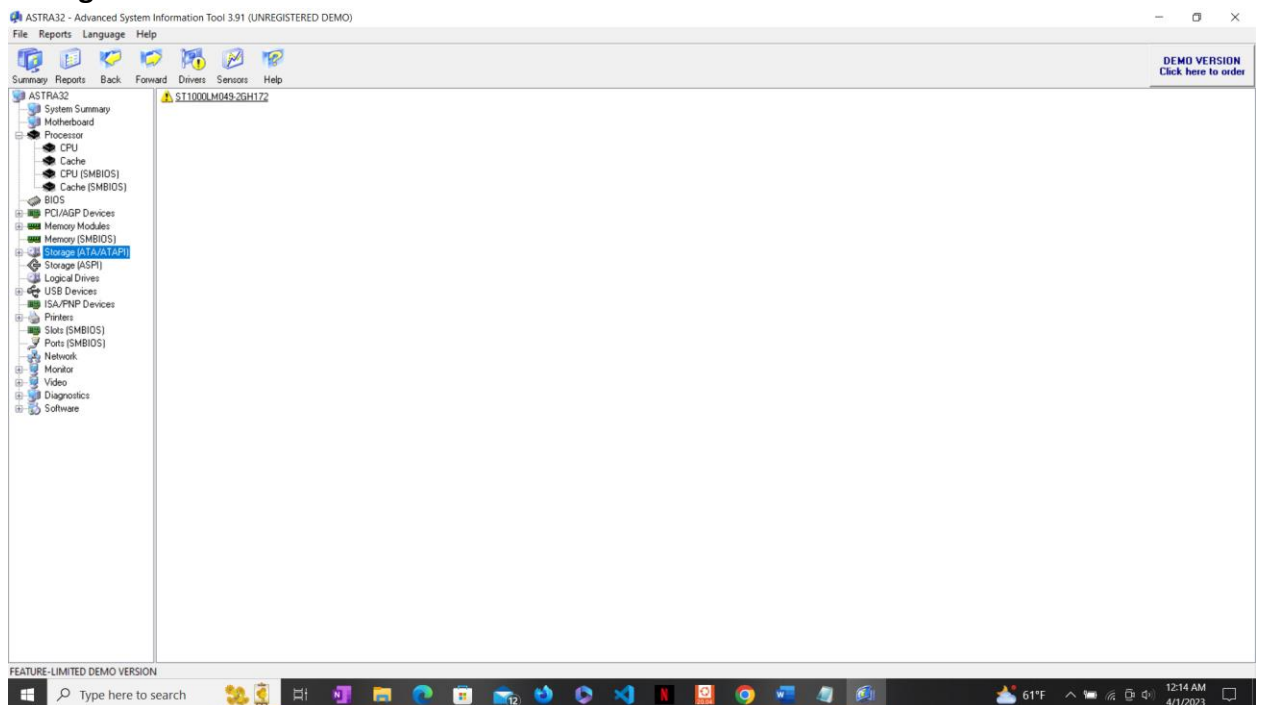 ASTRA32 - Advanced System Information Tool 3.91 (UNREGISTERED DEMO)
File Reports Language Help
Summary Reports Back Forward Drivers Sensors Help
DEMO VERSION
Click here to order
ASTRA32
System Summary
Motherboard
Processor
CPU
Cache
CPU (SMBIOS)
Cache (SMBIOS)
BIOS
PCI/AGP Devices
Memory Modules
Memory (SMBIOS)
Storage (ATA/ATAPI)
Storage (ASPI)
Logical Drives
USB Devices
ISA/PNP Devices
Printers
Slots (SMBIOS)
Ports (SMBIOS)
Network
Monitor
Video
Diagnostics
Software
ST1000LM049-2GH172
FEATURE-LIMITED DEMO VERSION
Type here to search
12
61°F
12:14 AM
4/1/2023